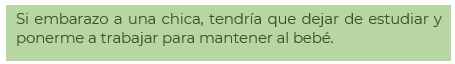 Si embarazo a una chica, tendría que dejar de estudiar y
ponerme a trabajar para mantener al bebé.